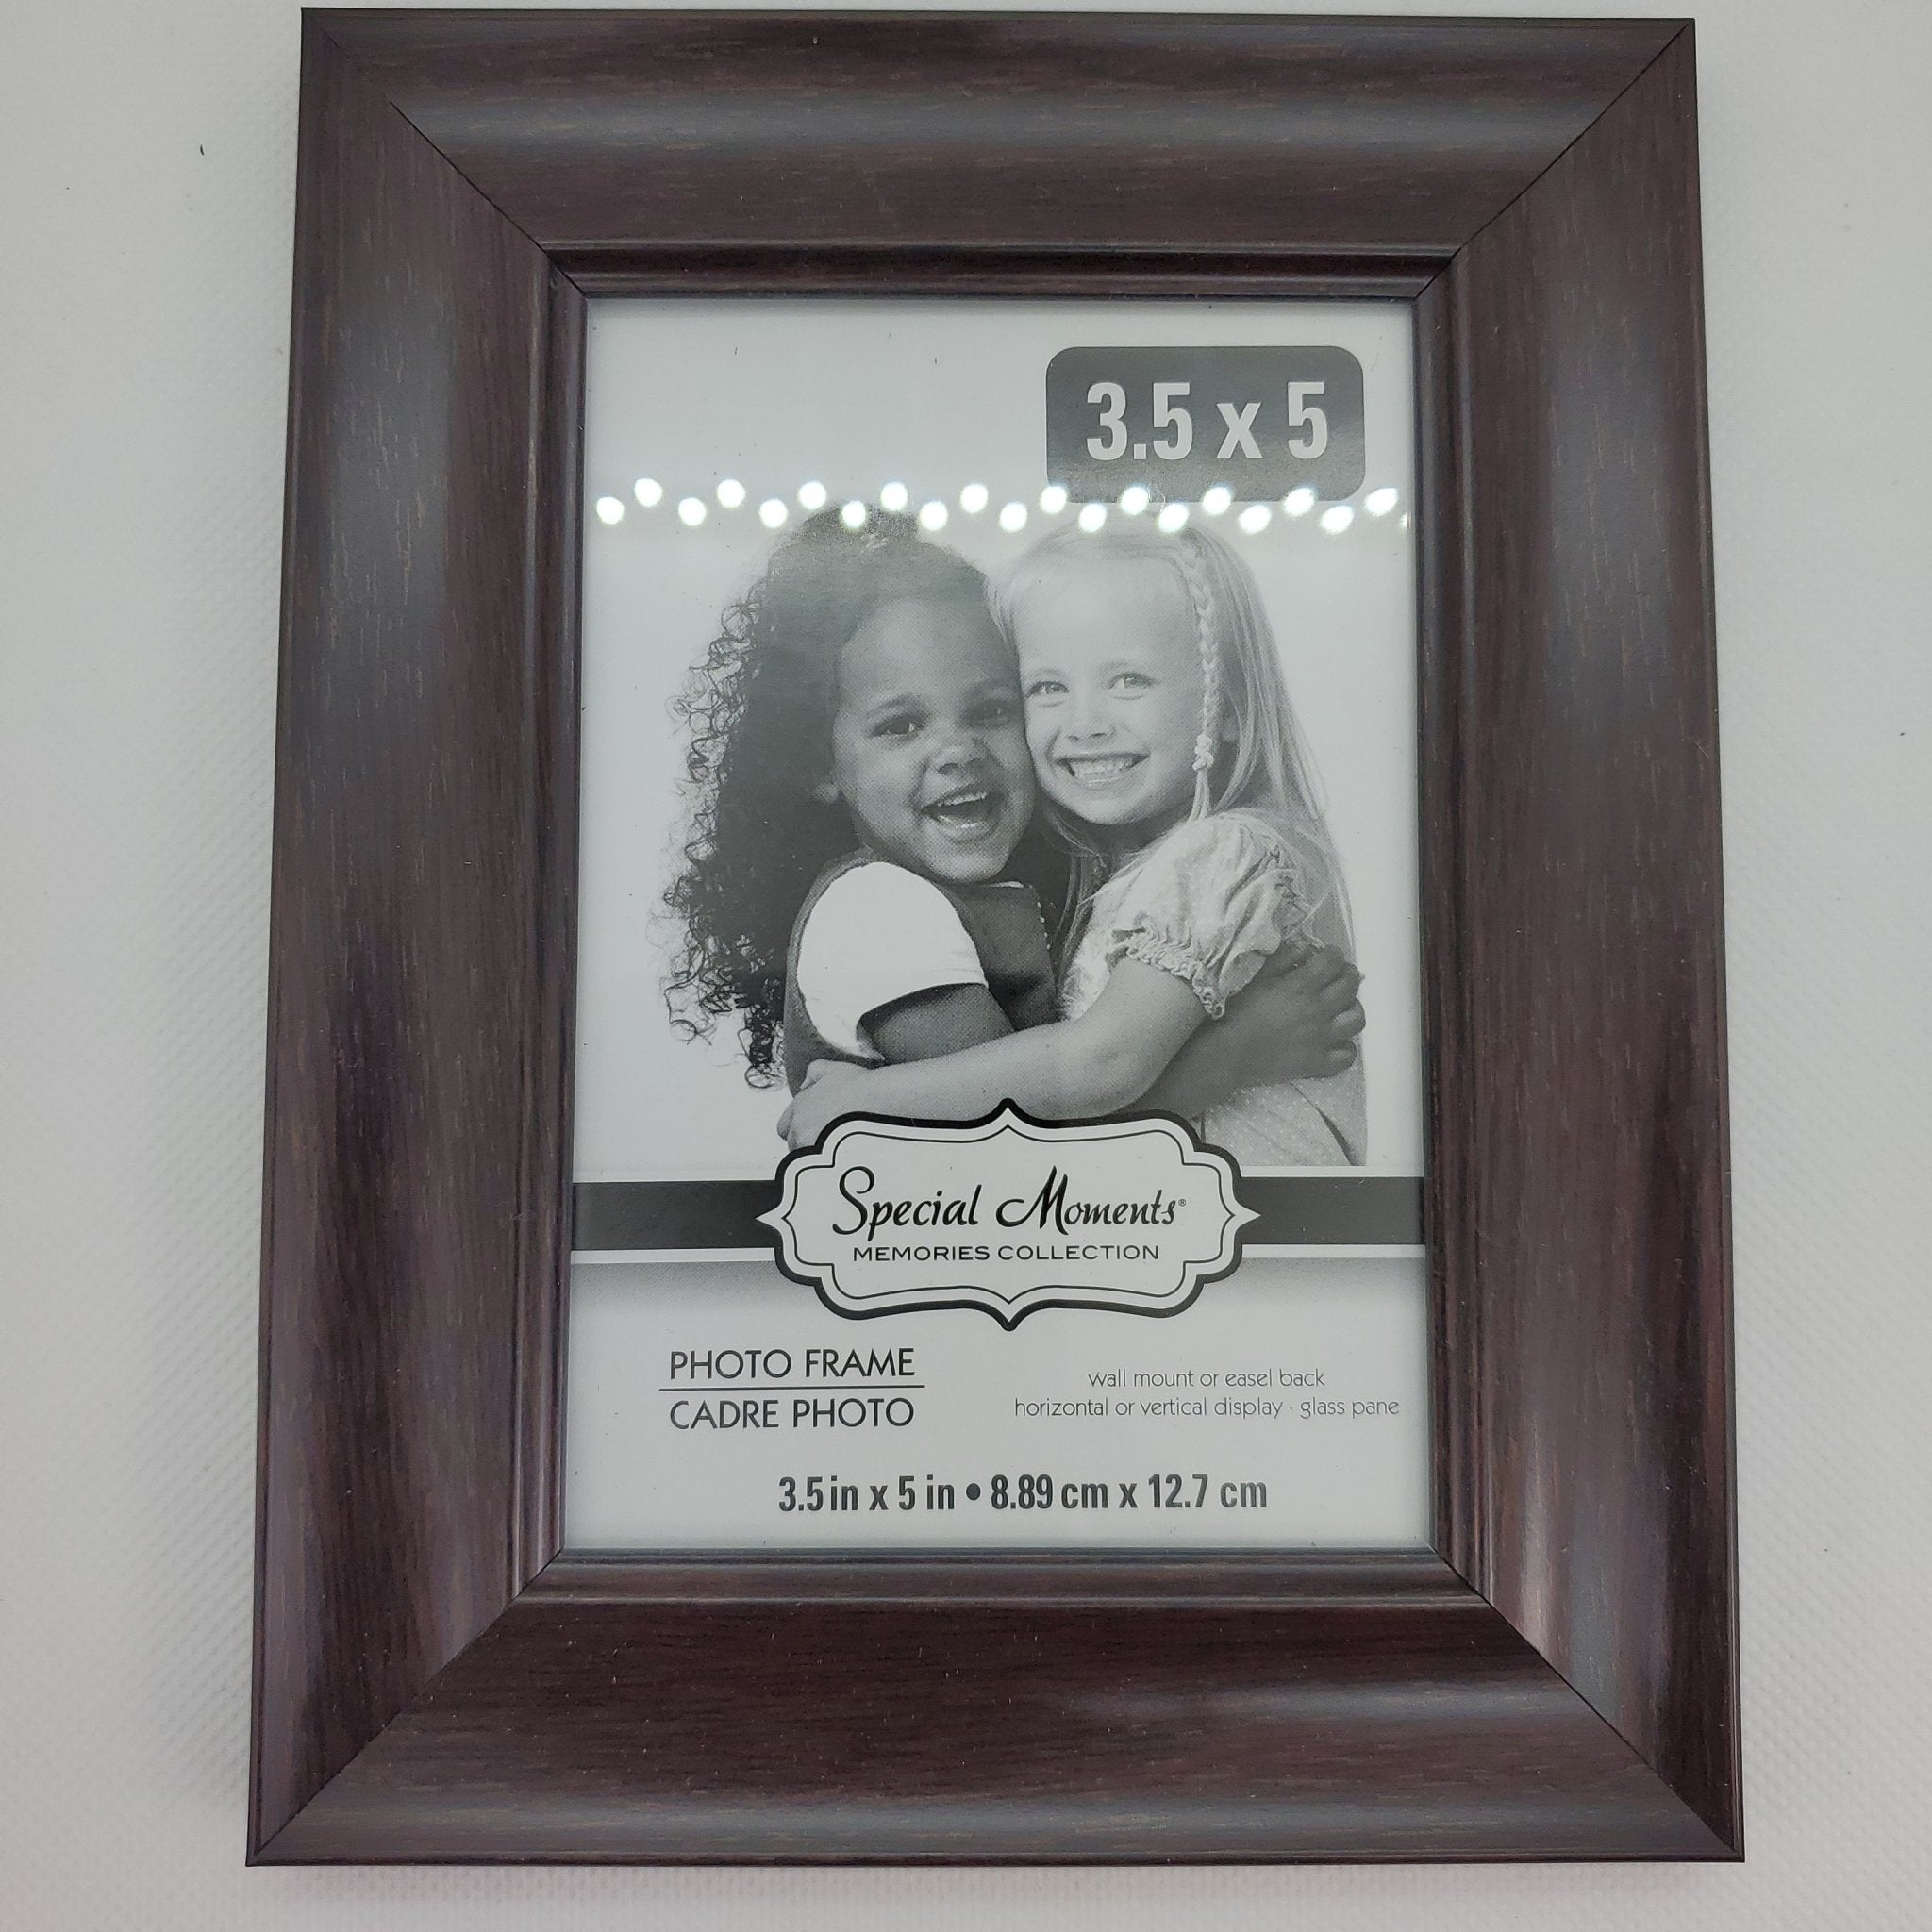 3.5 x 5
Special Moments®
MEMORIES COLLECTION
PHOTO FRAME
CADRE PHOTO
wall mount or easel back
horizontal or vertical display · glass pane
3.5 in x 5 in • 8.89 cm x 12.7 cm